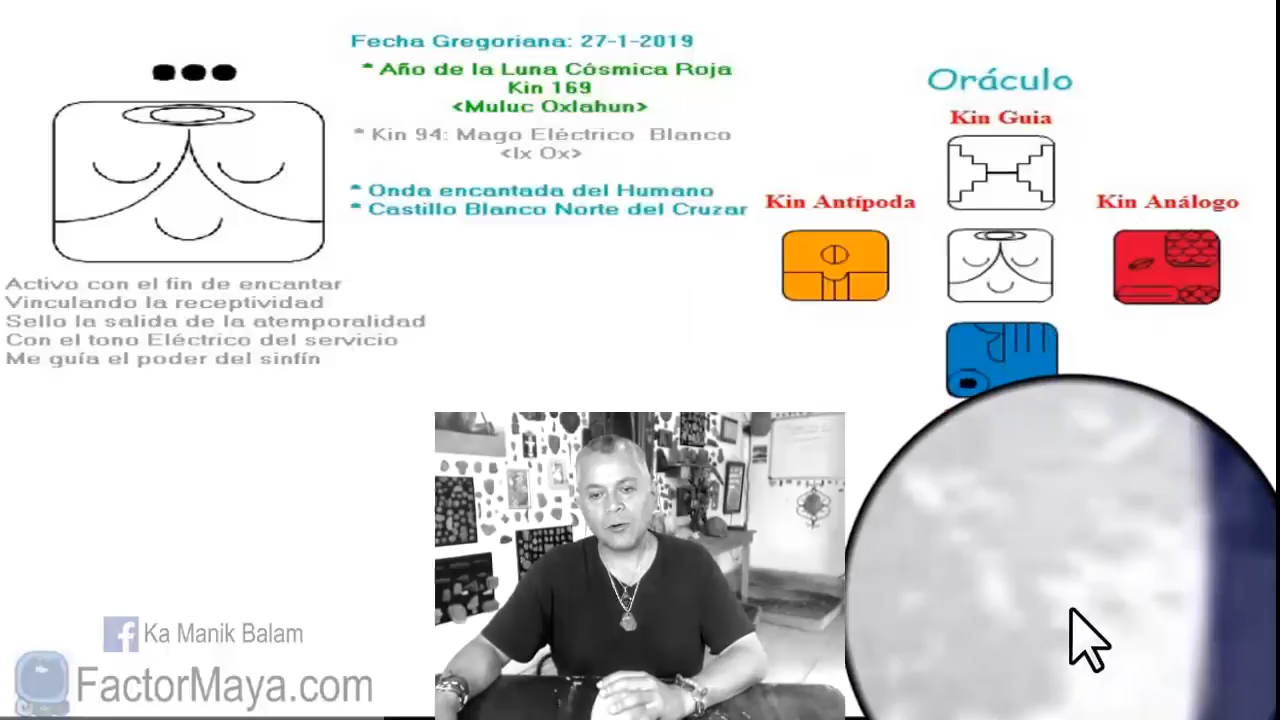 Fecha Gregoriana: 27-1-2019
* Año de la Luna Cósmica Roja
Kin 169
<Muluc Oxlahun>
* Kin 94: Mago Eléctrico Blanco
<Ix Ox>
* Onda encantada del Humano
* Castillo Blanco Norte del Cruzar
Activo con el fin de encantar
Vinculando la receptividad
Sello la salida de la atemporalidad
Con el tono Eléctrico del servicio
Me guía el poder del sinfín
Oráculo
Kin Guia
Kin Antípoda
Kin Análogo
f Ka Manik Balam
FactorMaya.com